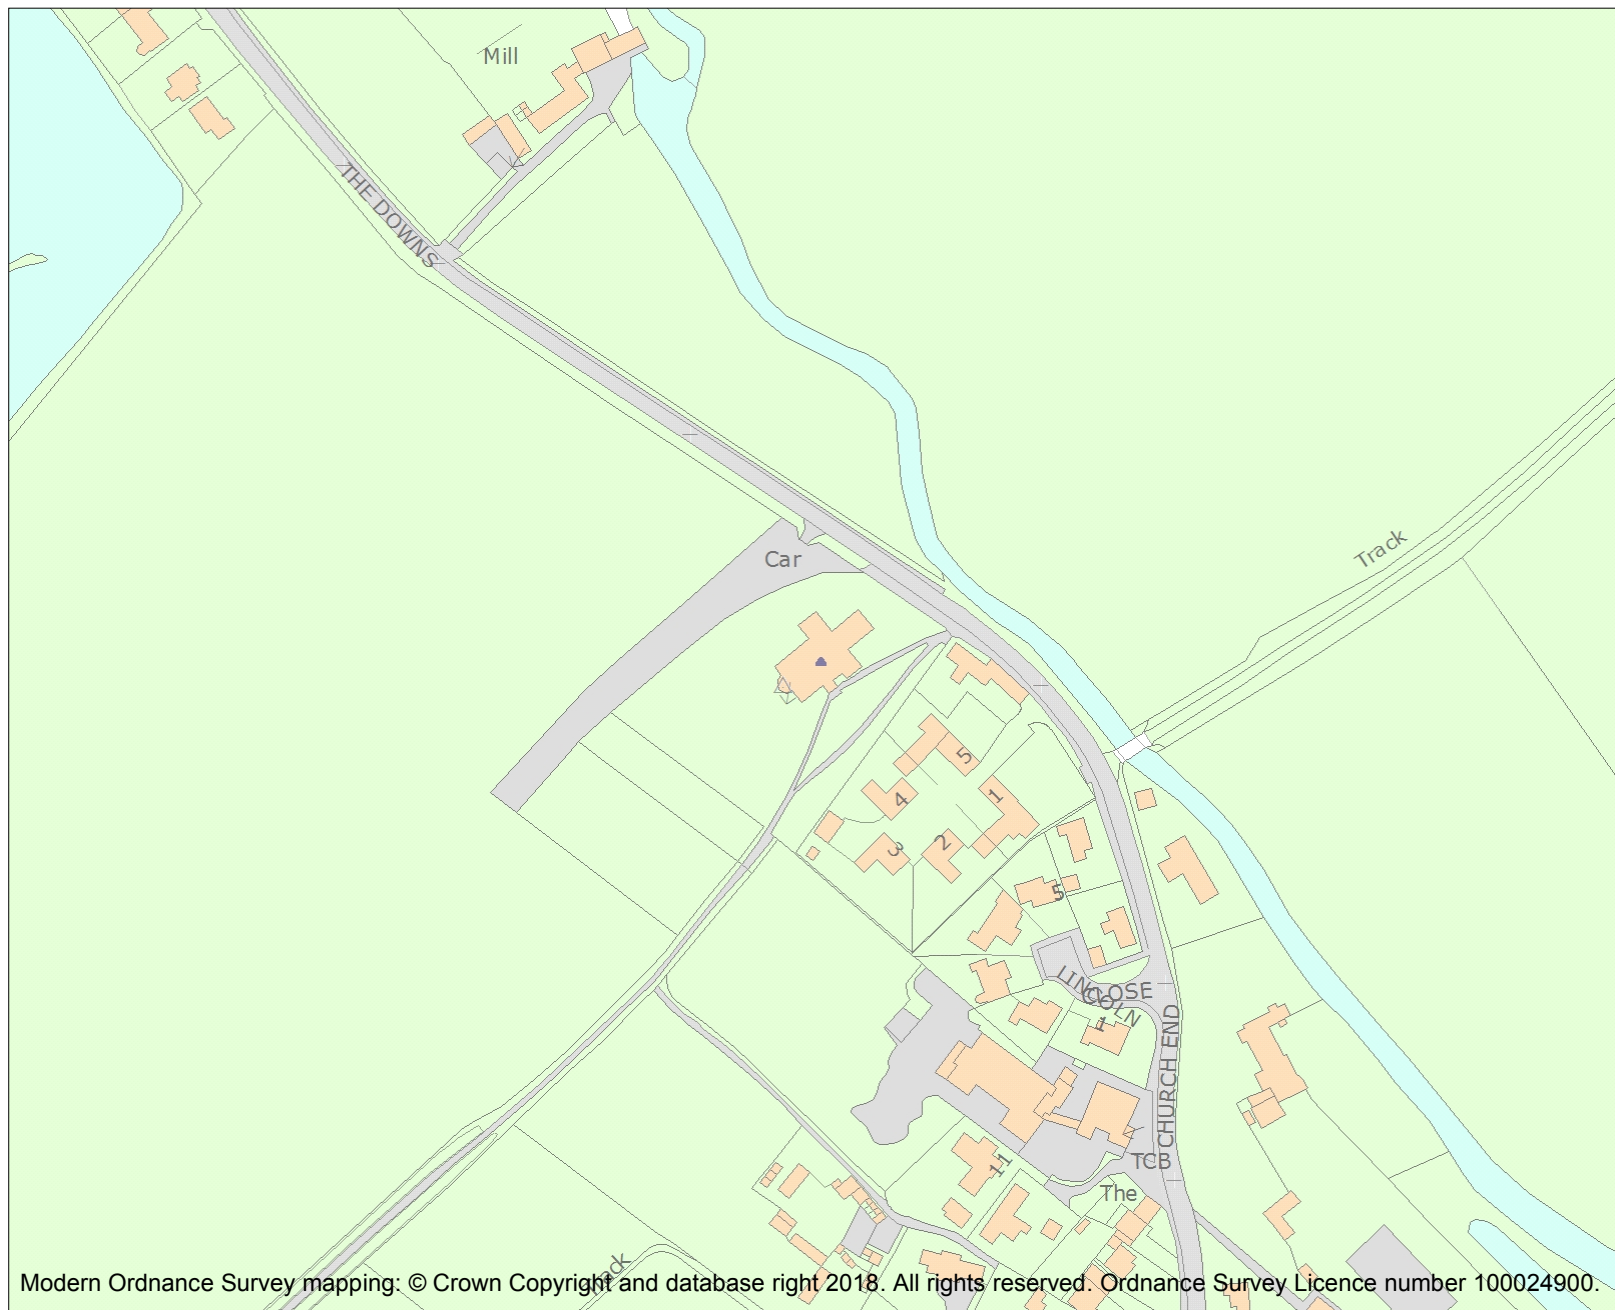 Mill
THE DOWNS
Track
Car
5
1
4
2
3
5
LINCOLN
CLOSE
1
CHURCH END
11
TCB
The
Modern Ordnance Survey mapping: © Crown Copyright and database right 2018. All rights reserved. Ordnance Survey Licence number 100024900.